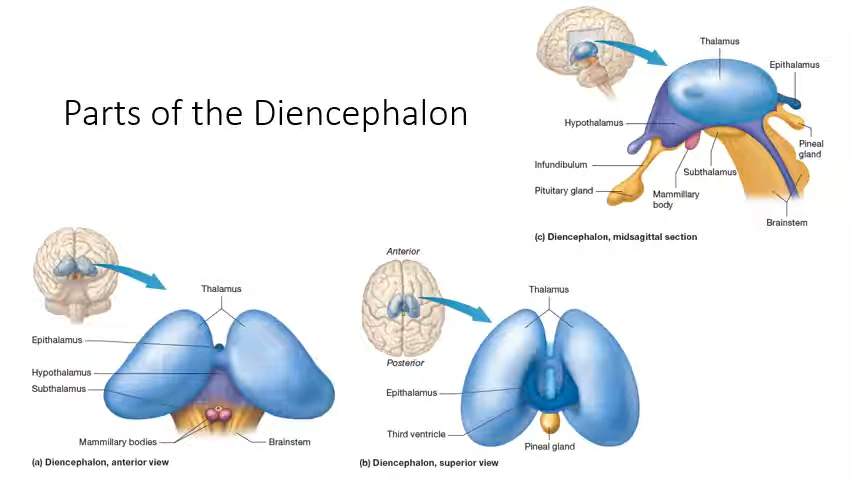 Parts of the Diencephalon
Thalamus
Epithalamus
Hypothalamus
Pineal
gland
Infundibulum
Subthalamus
Pituitary gland
Mammillary
body
Brainstem
(c) Diencephalon, midsagittal section
Thalamus
Epithalamus
Hypothalamus
Subthalamus
Mammillary bodies
Brainstem
(a) Diencephalon, anterior view
Anterior
Posterior
Thalamus
Epithalamus
Third ventricle
Pineal gland
(b) Diencephalon, superior view